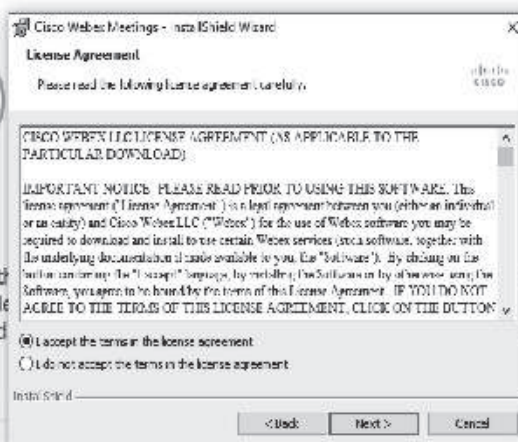 Cisco Webex Meetings - InstallShield Wizard
License Agreement
Please read the following license agreement carefully.
CISCO
CISCO WEBEX LLC LICENSE AGREEMENT (AS APPLICABLE TO THE
PARTICULAR DOWNLOAD)
IMPORTANT NOTICE: PLEASE READ PRIOR TO USING THIS SOFTWARE. This
license agreement ("License Agreement") is a legal agreement between you (either an individual
or an entity) and Cisco Webex LLC ("Webex") for the use of Webex software you may be
required to download and install to use certain Webex services (such software, together with
the underlying documentation if made available to you, the "Software"). By clicking on the
button confirming the "I accept" language, by installing the Software or by otherwise using the
Software, you agree to be bound by the terms of this License Agreement. IF YOU DO NOT
AGREE TO THE TERMS OF THIS LICENSE AGREEMENT, CLICK ON THE BUTTON
I accept the terms in the license agreement
I do not accept the terms in the license agreement
InstallShield
< Back Next > Cancel